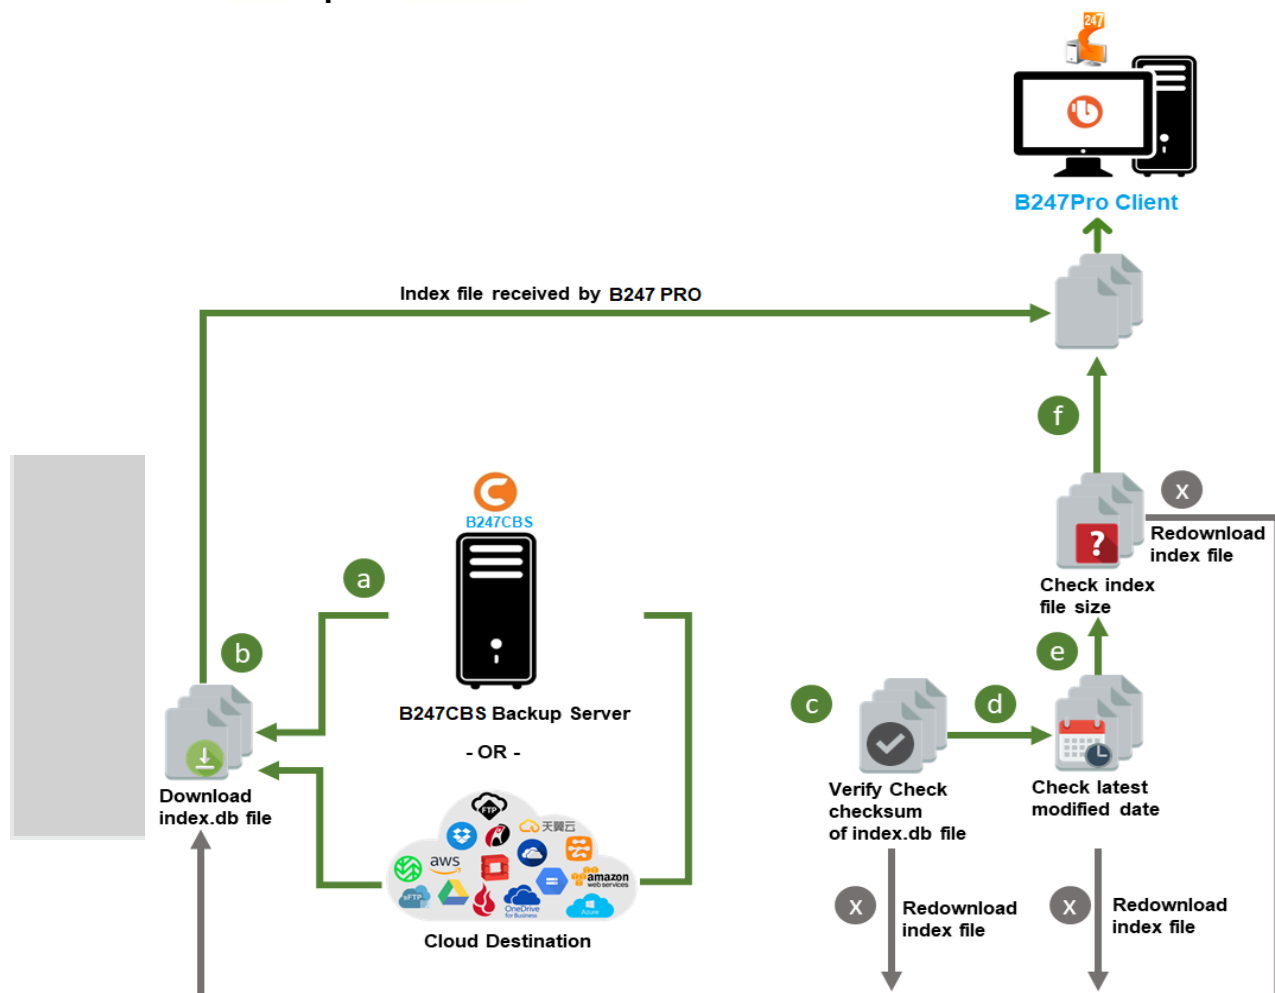 247
B247Pro Client
Index file received by B247 PRO
f
x
Redownload
index file
B247CBS
Check index
file size
a
b
e
c
d
B247CBS Backup Server
- OR -
Download
index.db file
Verify Check
checksum
of index.db file
Check latest
modified date
FTP
天翼云
aws
amazon
web services
sFTP
OneDrive
for Business
Azure
Cloud Destination
x
Redownload
index file
x
Redownload
index file